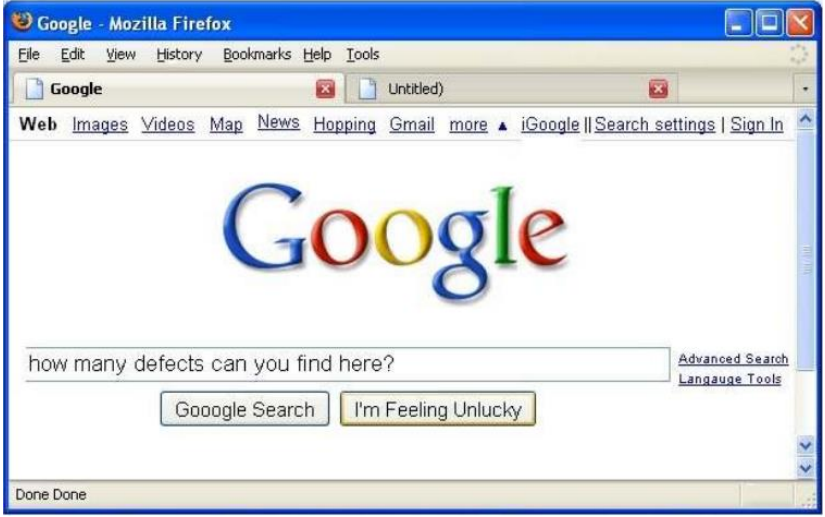 Google - Mozilla Firefox
File Edit View History Bookmarks Help Tools
Google Untitled)
Web Images Videos Map News Hopping Gmail more ▲ iGoogle || Search settings | Sign In
Google
how many defects can you find here?
Advanced Search
Langauge Tools
Gooogle Search I'm Feeling Unlucky
Done Done